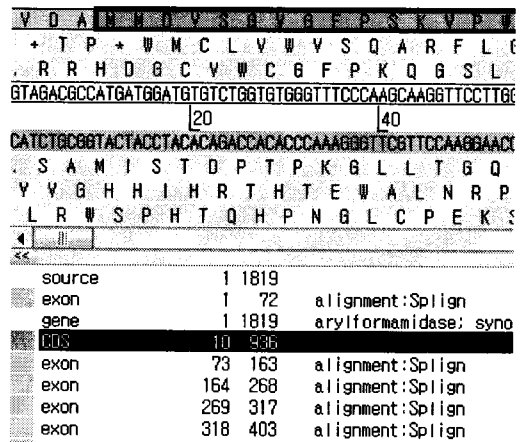 V D A M M D V S G V G F P S K V P W
+ T P * W M C L V W V S Q A R F L G
. R R H D G C V W C G F P K Q G S L
GTAGACGCCATGATGGATGTGTCTGGTGTGGGTTTCCCAAGCAAGGTTCCTTGG
20 40
CATCTGCGGTACTACCTACACAGACCACACCCAAAGGGTTCGTTCCAAGGAACC
. S A M I S T D P T P K G L L T G Q
Y V G H H I H R T H T E W A L N R P
L R W S P H T Q H P N G L C P E K S
<<
source 1 1819
exon 1 72 alignment:Splign
gene 1 1819 arylformamidase; syno
CDS 10 936
exon 73 163 alignment:Splign
exon 164 268 alignment:Splign
exon 269 317 alignment:Splign
exon 318 403 alignment:Splign